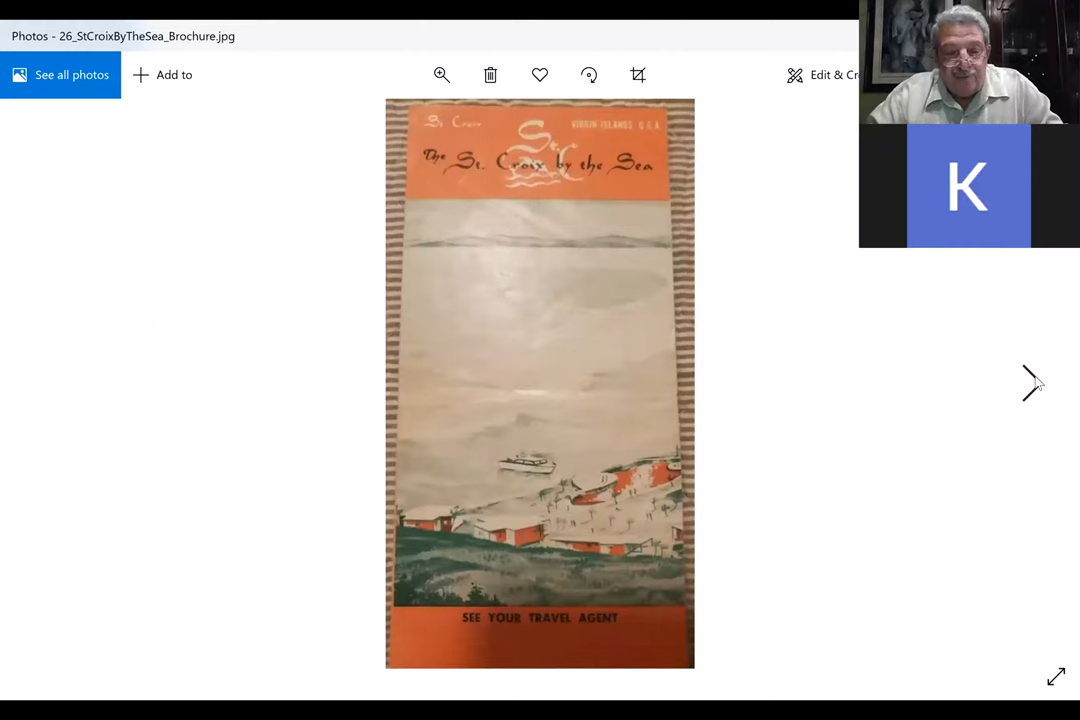 Photos - 26_StCroixByTheSea_Brochure.jpg
See all photos
Add to
Edit & Cr
St. Croix
VIRGIN ISLANDS U.S.A.
St. C
The St. Croix by the Sea
SEE YOUR TRAVEL AGENT
K